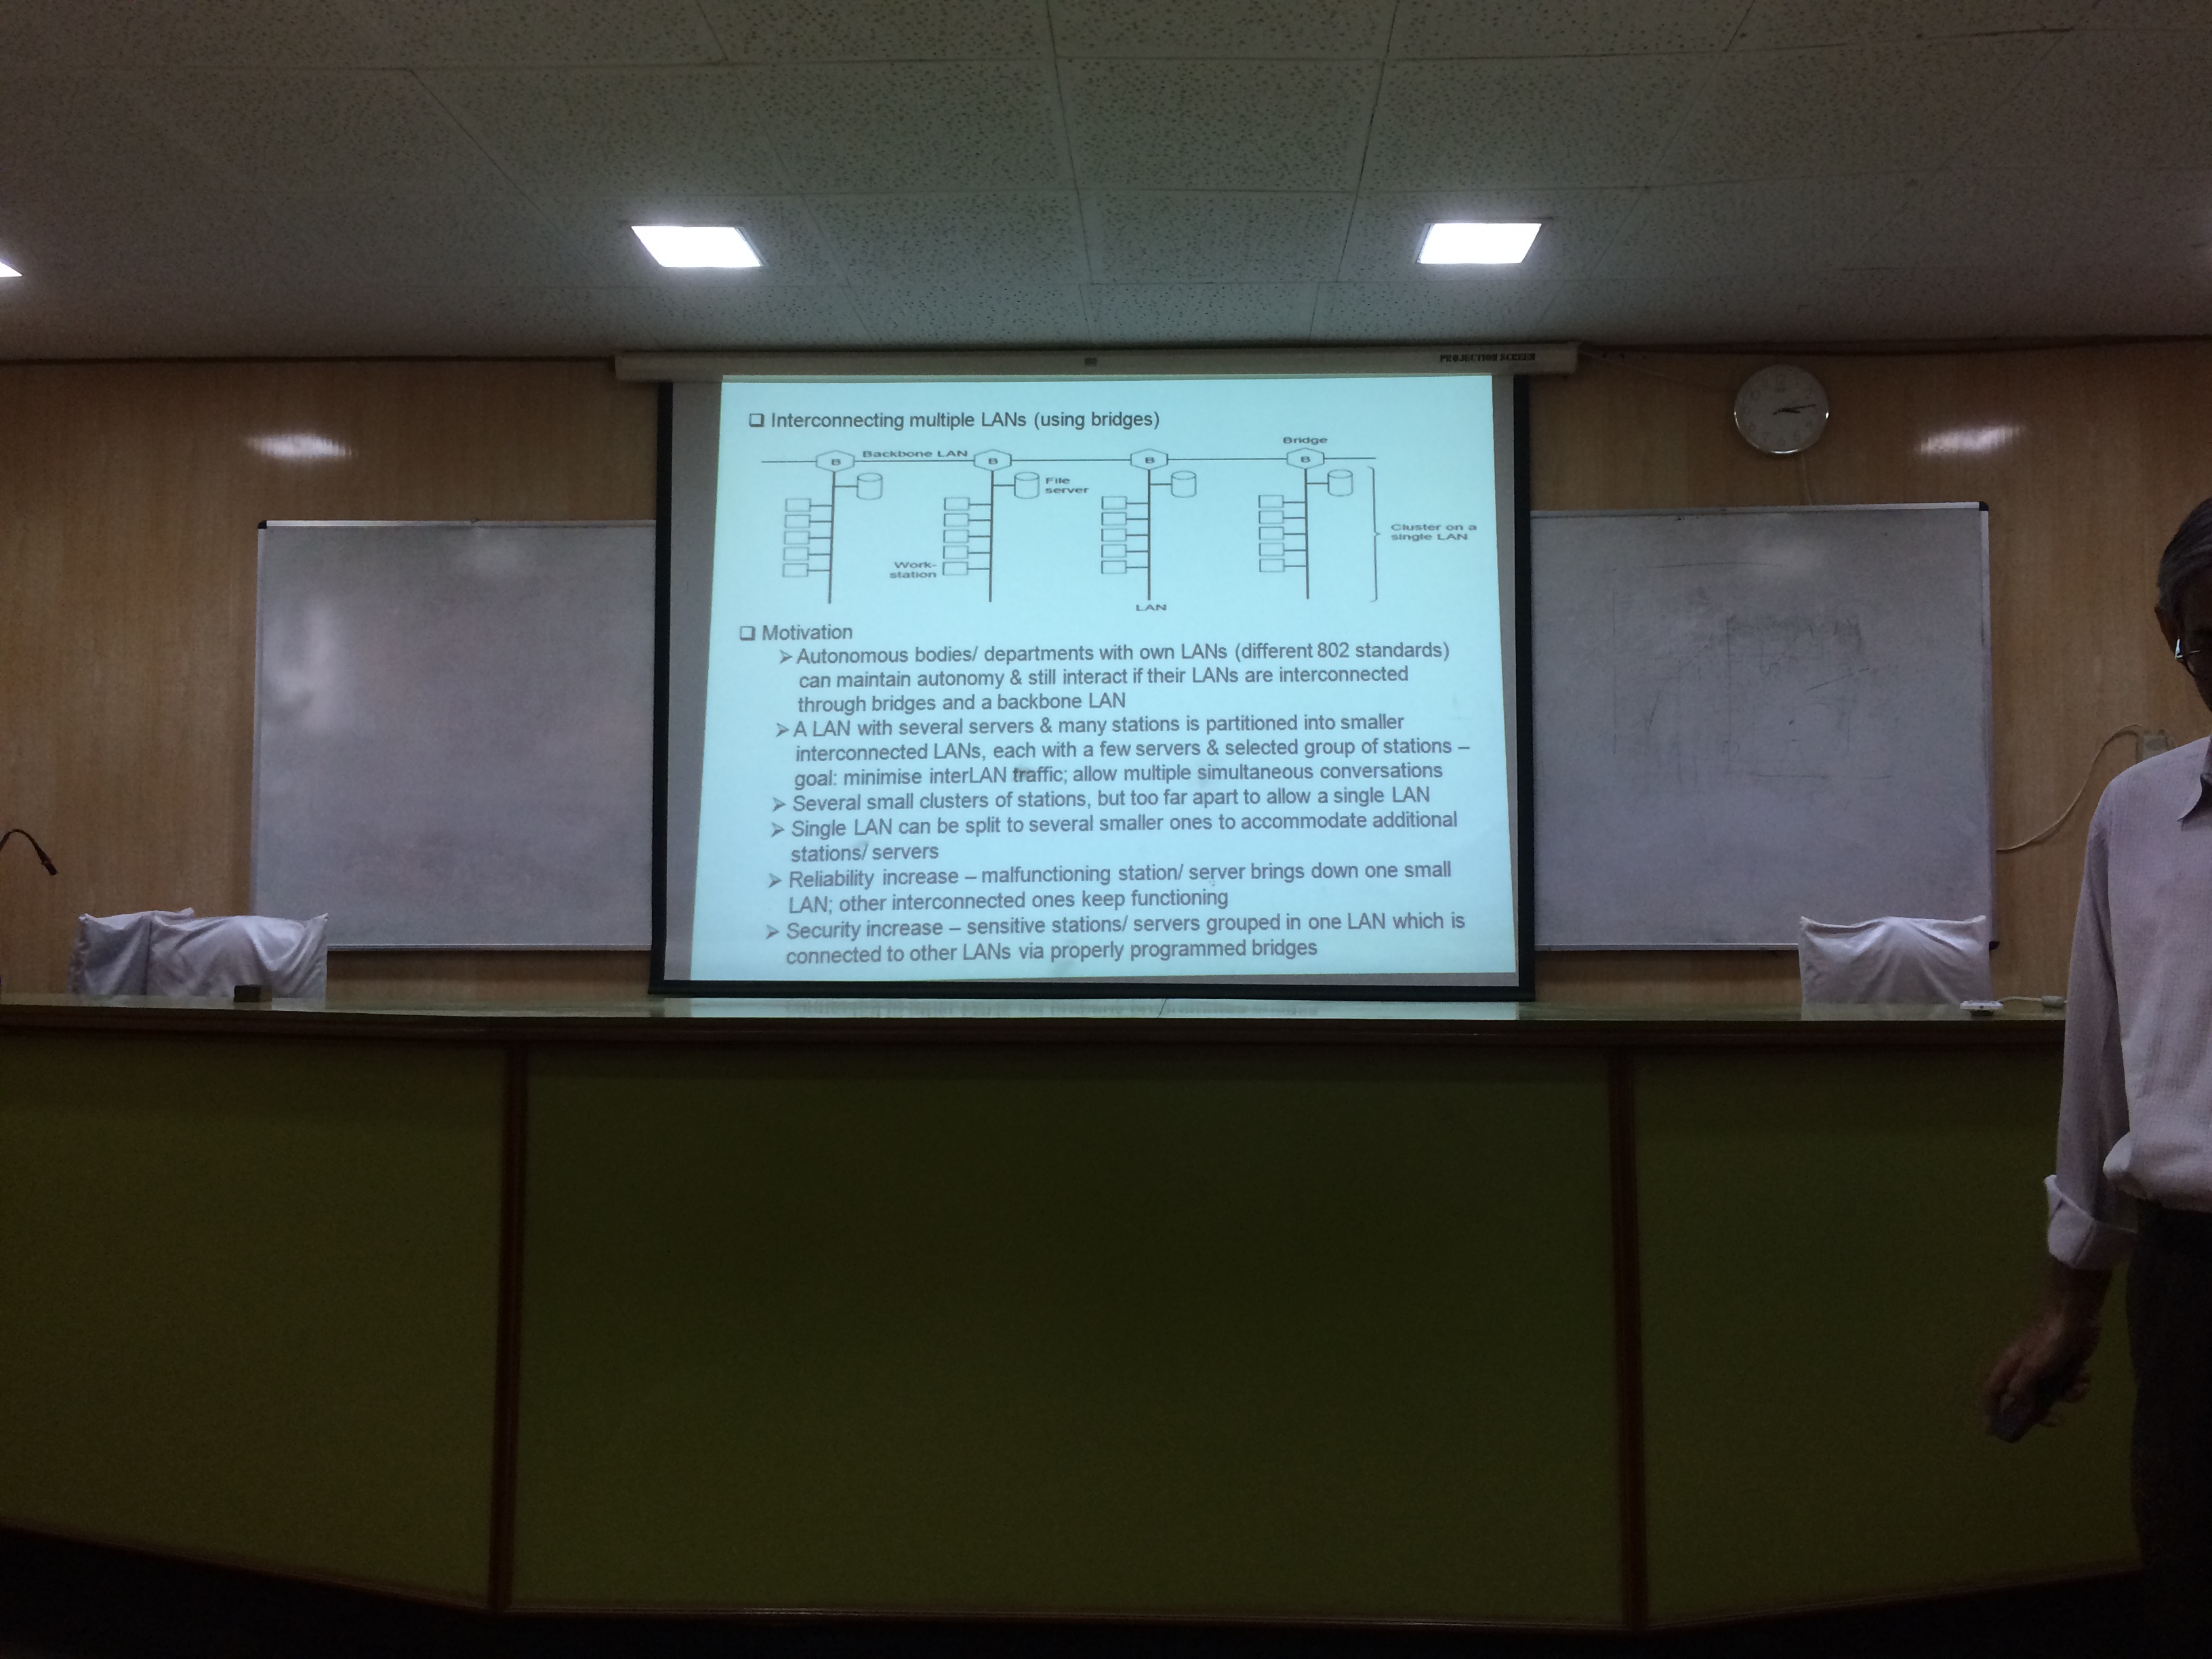 PROJECTION SCREEN
❑ Interconnecting multiple LANs (using bridges)
Bridge
Backbone LAN
B
B
B
B
File
server
Cluster on a
single LAN
Work-
station
LAN
❑ Motivation
➢ Autonomous bodies/ departments with own LANs (different 802 standards)
can maintain autonomy & still interact if their LANs are interconnected
through bridges and a backbone LAN
➢ A LAN with several servers & many stations is partitioned into smaller
interconnected LANs, each with a few servers & selected group of stations –
goal: minimise interLAN traffic; allow multiple simultaneous conversations
➢ Several small clusters of stations, but too far apart to allow a single LAN
➢ Single LAN can be split to several smaller ones to accommodate additional
stations/ servers
➢ Reliability increase – malfunctioning station/ server brings down one small
LAN; other interconnected ones keep functioning
➢ Security increase – sensitive stations/ servers grouped in one LAN which is
connected to other LANs via properly programmed bridges